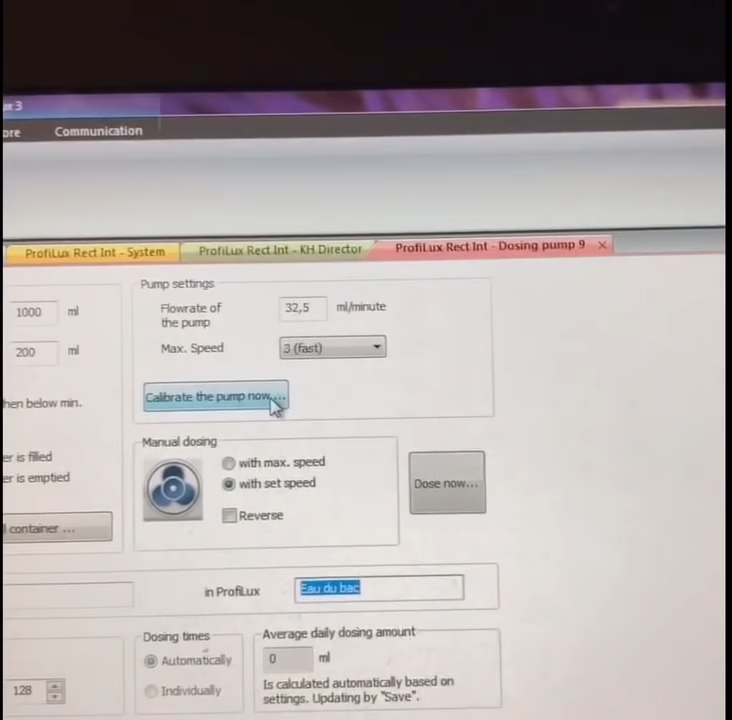 3
ore Communication
ProfiLux Rect Int - System ProfiLux Rect Int - KH Director ProfiLux Rect Int - Dosing pump 9 ×
Pump settings
1000 ml Flowrate of the pump 32,5 ml/minute
200 ml Max. Speed 3 (fast)
hen below min. Calibrate the pump now....
Manual dosing
er is filled with max. speed
er is emptied with set speed Dose now...
container ... Reverse
in ProfiLux Eau du bac
Dosing times Average daily dosing amount
Automatically 0 ml
128 Individually Is calculated automatically based on
settings. Updating by "Save".